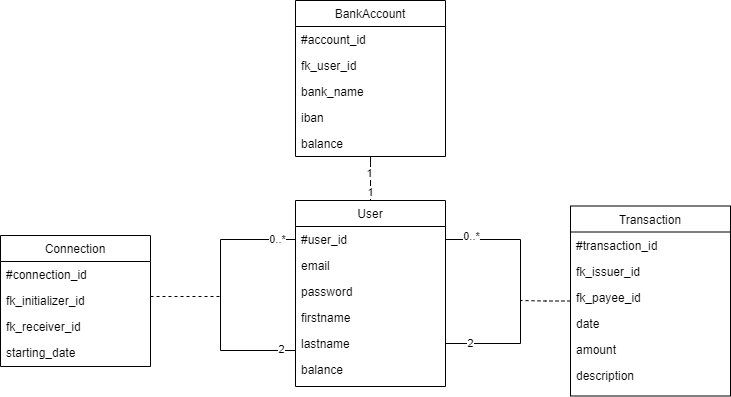 BankAccount
#account_id
fk_user_id
bank_name
iban
balance
1
1
User
#user_id
email
password
firstname
lastname
balance
0..*
2
0..*
2
Connection
#connection_id
fk_initializer_id
fk_receiver_id
starting_date
Transaction
#transaction_id
fk_issuer_id
fk_payee_id
date
amount
description